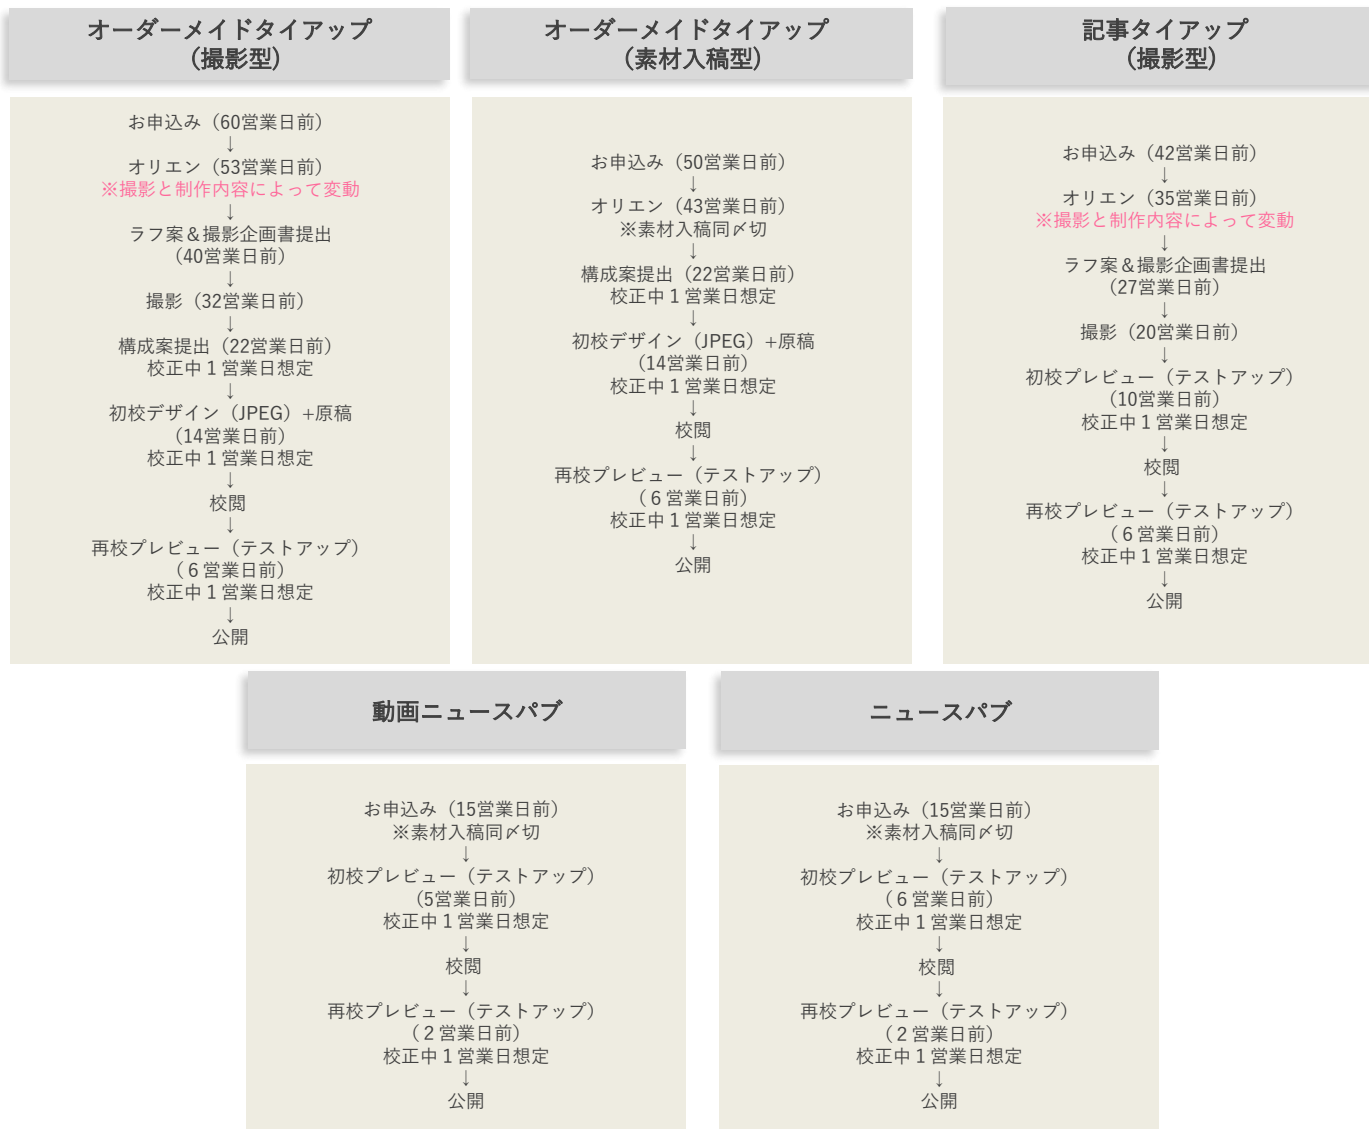 オーダーメイドタイアップ
(撮影型)
お申込み（60営業日前）
↓
オリエン（53営業日前）
※撮影と制作内容によって変動
↓
ラフ案＆撮影企画書提出
（40営業日前）
↓
撮影（32営業日前）
↓
構成案提出（22営業日前）
校正中１営業日想定
↓
初校デザイン（JPEG）+原稿
（14営業日前）
校正中１営業日想定
↓
校閲
↓
再校プレビュー（テストアップ）
（６営業日前）
校正中１営業日想定
↓
公開
オーダーメイドタイアップ
(素材入稿型)
お申込み（50営業日前）
↓
オリエン（43営業日前）
※素材入稿同〆切
↓
構成案提出（22営業日前）
校正中１営業日想定
↓
初校デザイン（JPEG）+原稿
（14営業日前）
校正中１営業日想定
↓
校閲
↓
再校プレビュー（テストアップ）
（６営業日前）
校正中１営業日想定
↓
公開
記事タイアップ
(撮影型)
お申込み（42営業日前）
↓
オリエン（35営業日前）
※撮影と制作内容によって変動
↓
ラフ案＆撮影企画書提出
（27営業日前）
↓
撮影（20営業日前）
↓
初校プレビュー（テストアップ）
（10営業日前）
校正中１営業日想定
↓
校閲
↓
再校プレビュー（テストアップ）
（６営業日前）
校正中１営業日想定
↓
公開
動画ニュースパブ
お申込み（15営業日前）
※素材入稿同〆切
↓
初校プレビュー（テストアップ）
（5営業日前）
校正中１営業日想定
↓
校閲
↓
再校プレビュー（テストアップ）
（２営業日前）
校正中１営業日想定
↓
公開
ニュースパブ
お申込み（15営業日前）
※素材入稿同〆切
↓
初校プレビュー（テストアップ）
（６営業日前）
校正中１営業日想定
↓
校閲
↓
再校プレビュー（テストアップ）
（２営業日前）
校正中１営業日想定
↓
公開